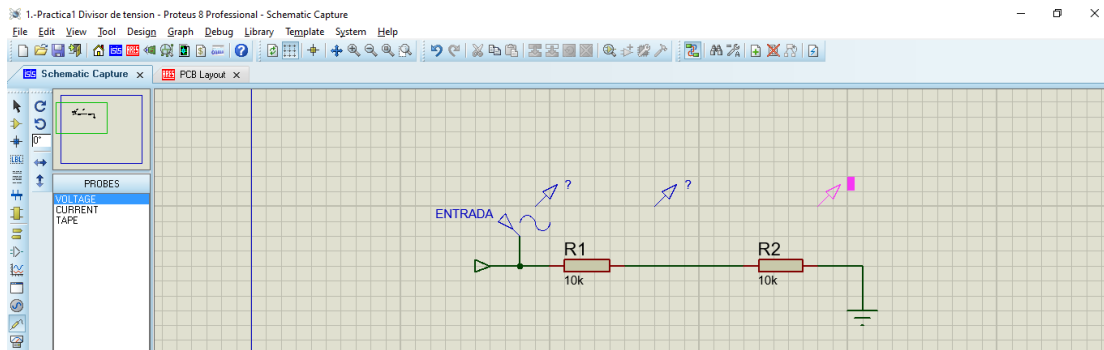 1.-Practica1 Divisor de tension - Proteus 8 Professional - Schematic Capture
File Edit View Tool Design Graph Debug Library Template System Help
Schematic Capture x PCB Layout x
0°
LBL
PROBES
VOLTAGE
CURRENT
TAPE
? ?
ENTRADA
R1 R2
10k 10k